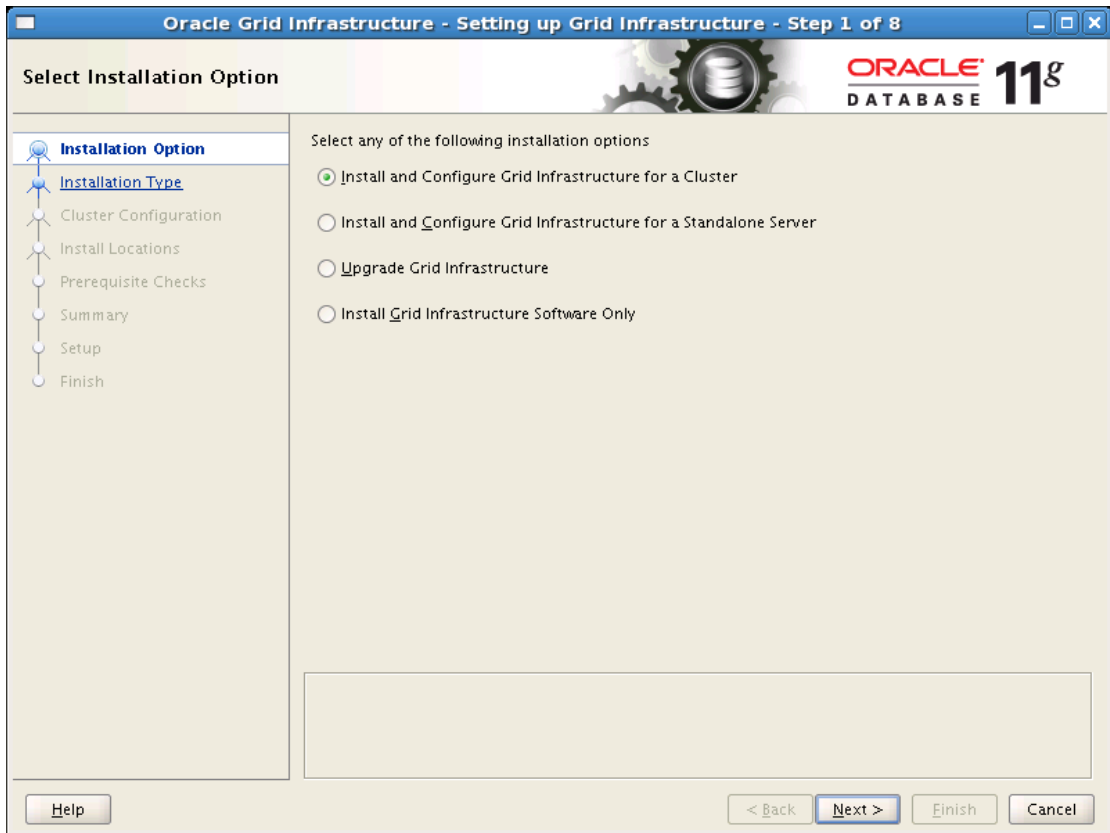 Oracle Grid Infrastructure - Setting up Grid Infrastructure - Step 1 of 8
Select Installation Option
ORACLE
DATABASE
11g
Installation Option
Installation Type
Cluster Configuration
Install Locations
Prerequisite Checks
Summary
Setup
Finish
Select any of the following installation options
Install and Configure Grid Infrastructure for a Cluster
Install and Configure Grid Infrastructure for a Standalone Server
Upgrade Grid Infrastructure
Install Grid Infrastructure Software Only
Help
< Back
Next >
Finish
Cancel